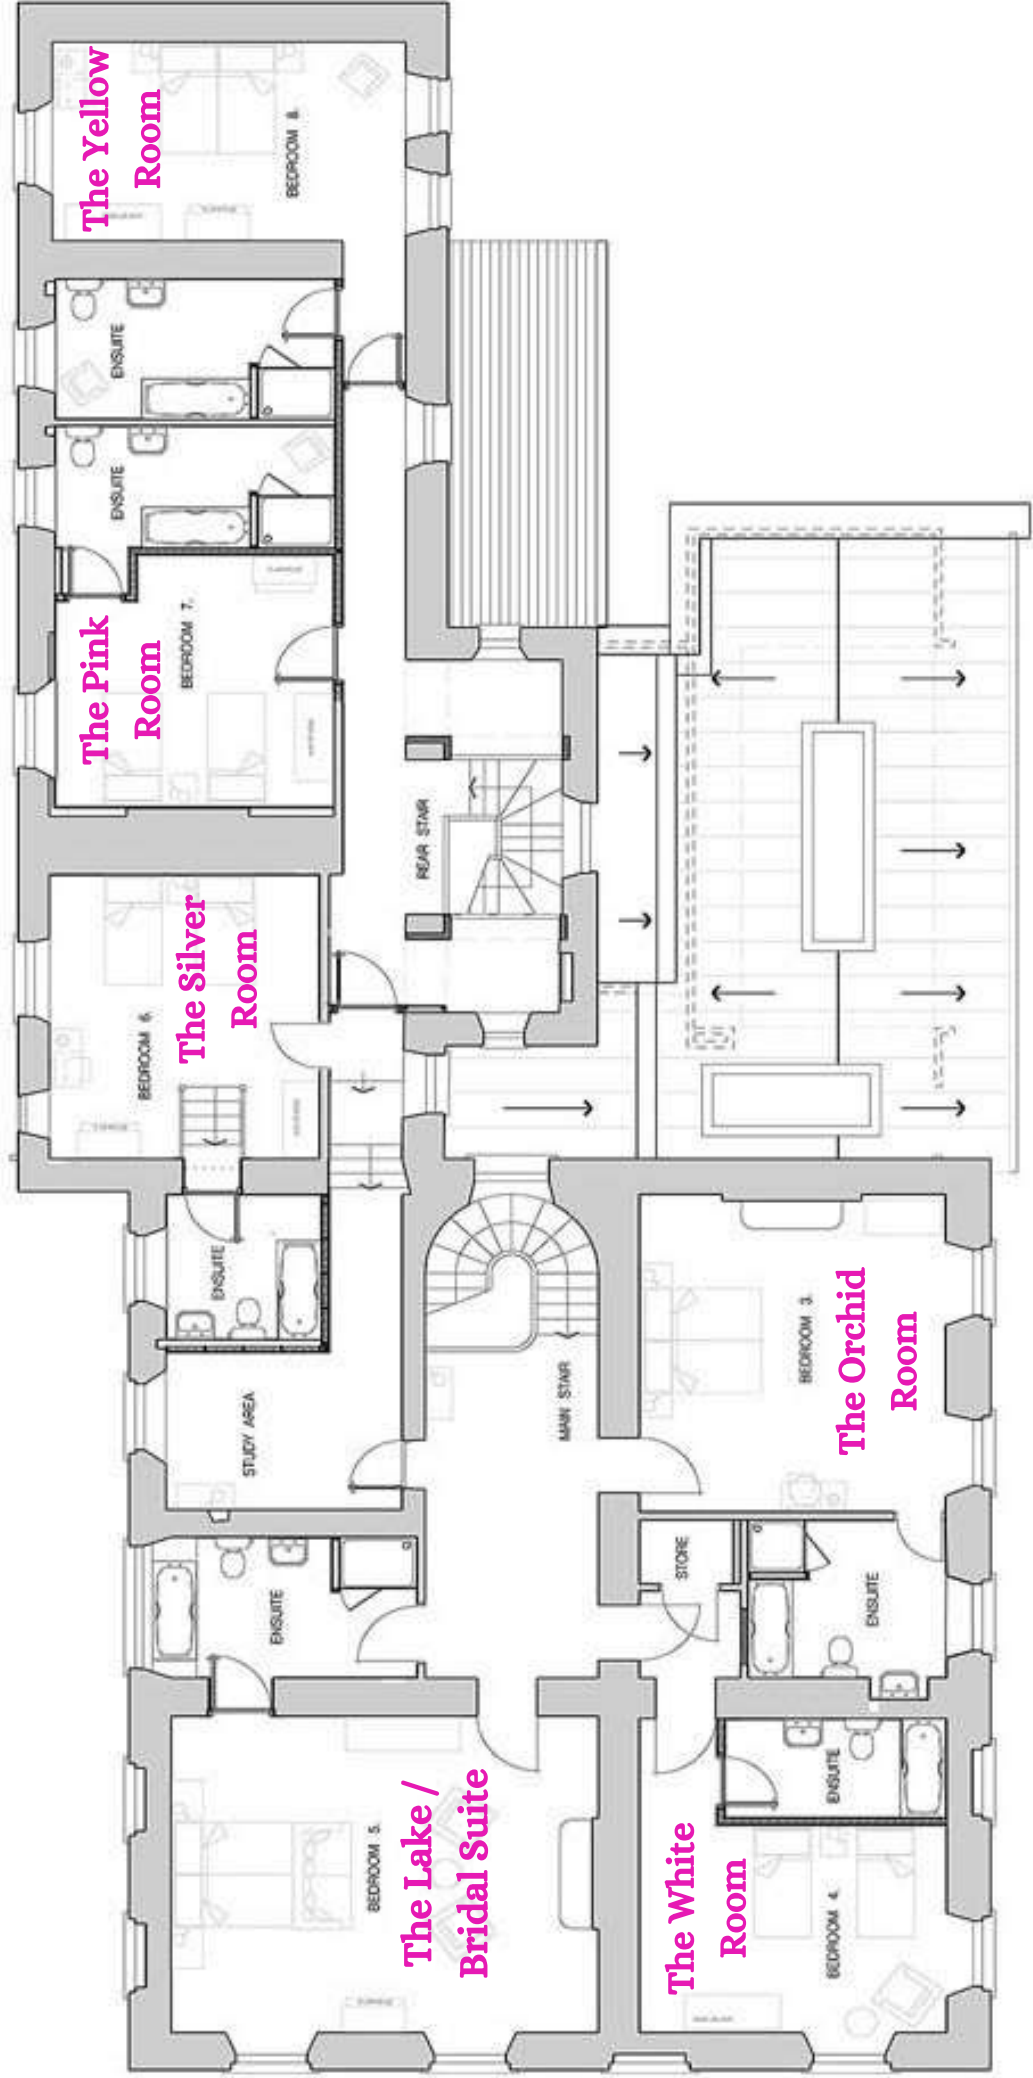 The Yellow
Room
BEDROOM 8.
ENSUITE
ENSUITE
The Pink
Room
BEDROOM 7.
REAR STAIR
The Silver
Room
BEDROOM 6.
ENSUITE
STUDY AREA
MAIN STAIR
BEDROOM 3.
The Orchid
Room
STORE
ENSUITE
ENSUITE
ENSUITE
BEDROOM 5.
The Lake /
Bridal Suite
The White
Room
BEDROOM 4.